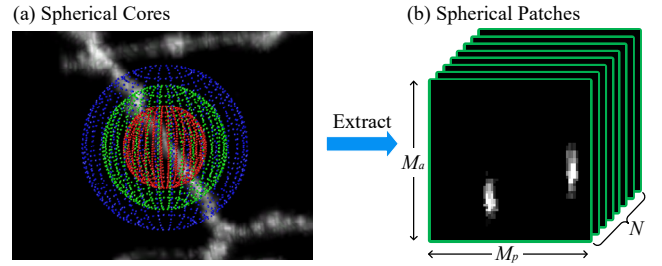 (a) Spherical Cores
(b) Spherical Patches
Extract
Mₐ
Mₚ
N